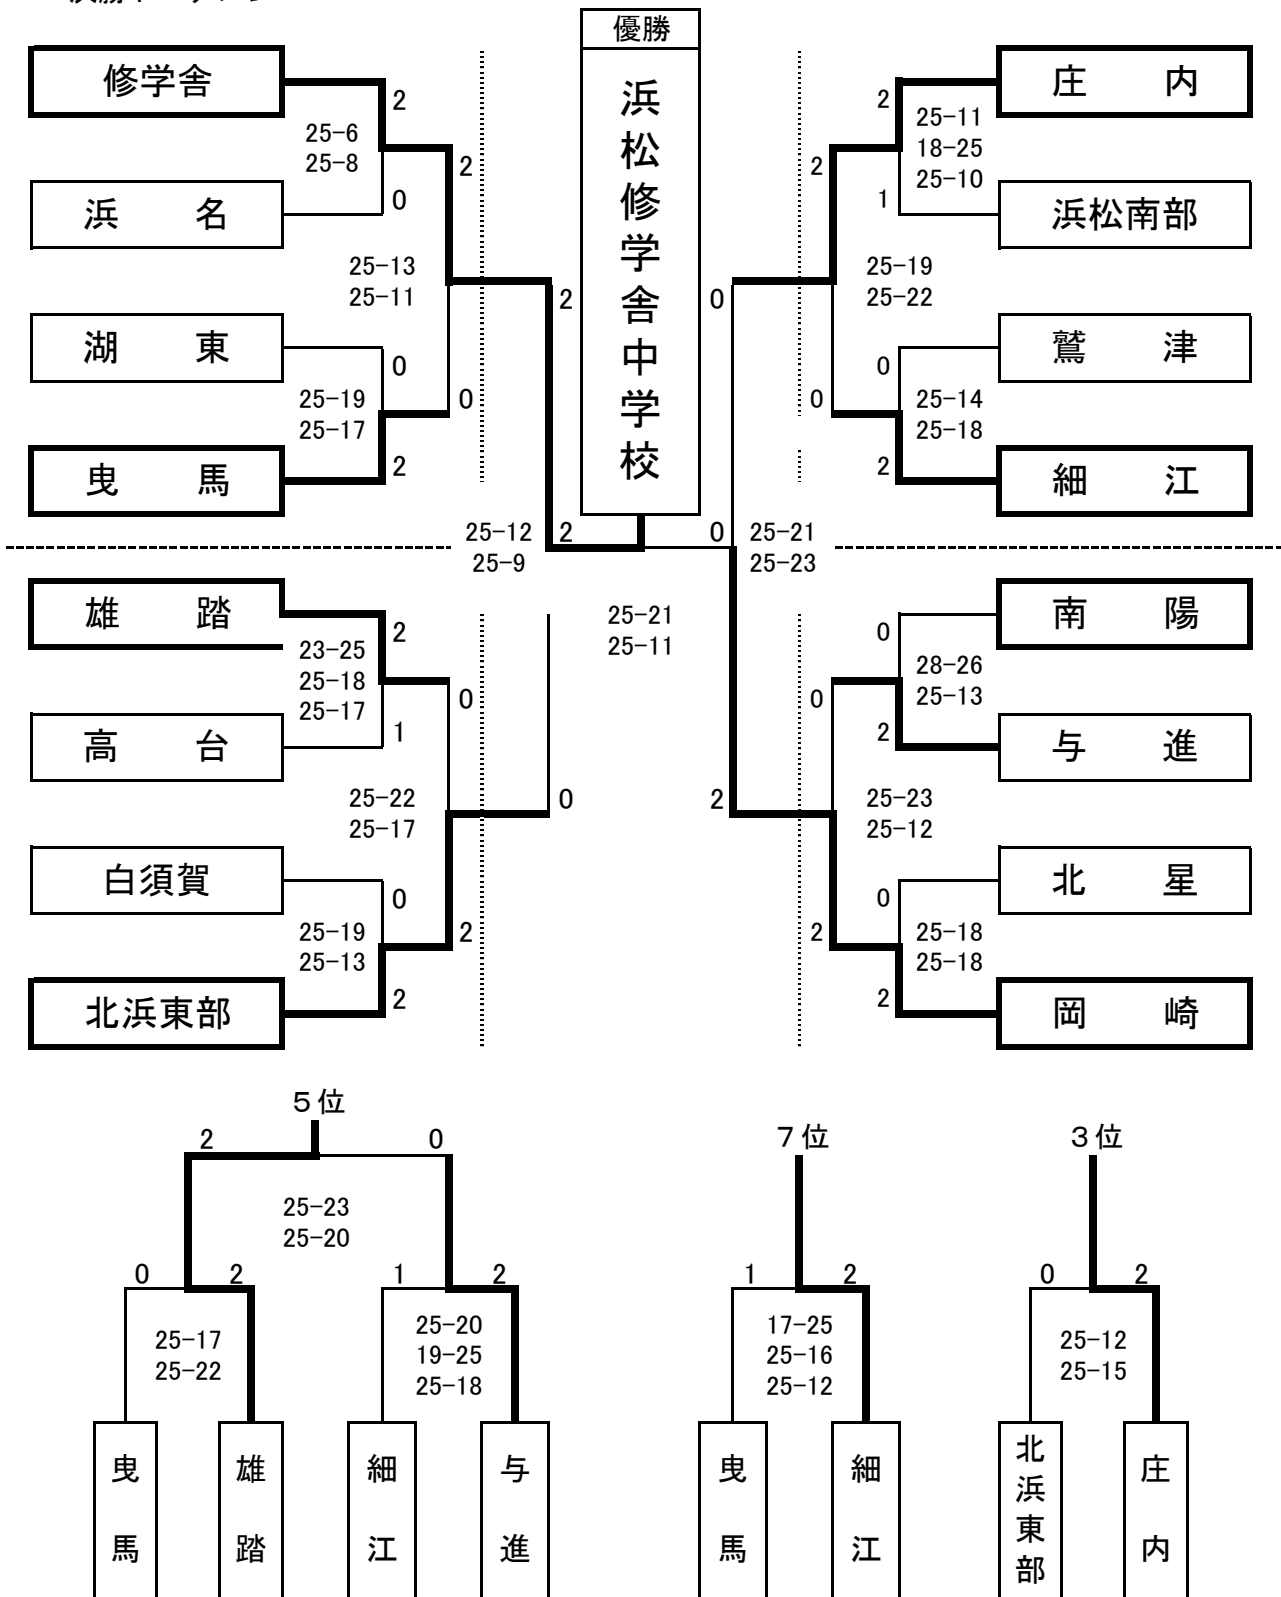 優勝
浜松修学舎中学校
修学舎
2
25-6
25-8
浜 名
0
2
25-13
25-11
湖 東
0
25-19
25-17
0
曳 馬
2
2
25-12
25-9
2
雄 踏
2
23-25
25-18
25-17
0
高 台
1
25-22
25-17
白須賀
0
25-19
25-13
2
北浜東部
2
0
25-21
25-11
庄 内
2
25-11
18-25
25-10
浜松南部
1
2
25-19
25-22
鷲 津
0
25-14
25-18
0
細 江
2
0
0
25-21
25-23
南 陽
0
28-26
25-13
0
与 進
2
25-23
25-12
北 星
0
25-18
25-18
2
岡 崎
2
2
5位
2 0
25-23
25-20
0 2 1 2
25-17
25-22
25-20
19-25
25-18
曳馬
雄踏
細江
与進
7位
1 2
17-25
25-16
25-12
曳馬
細江
3位
0 2
25-12
25-15
北浜東部
庄内